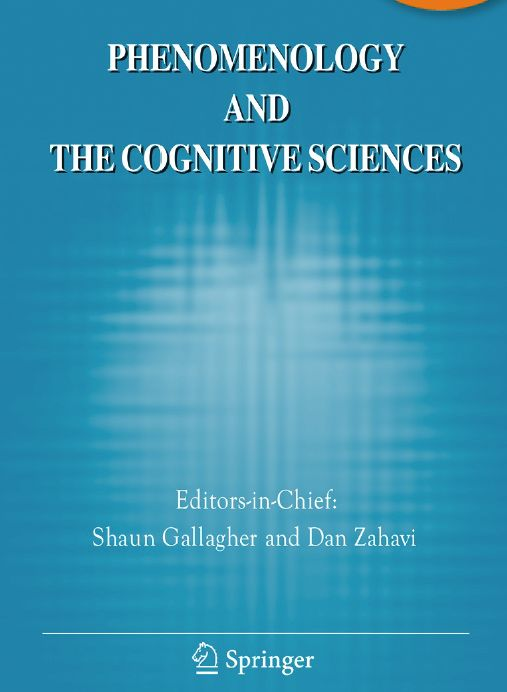 PHENOMENOLOGY
AND
THE COGNITIVE SCIENCES
Editors-in-Chief:
Shaun Gallagher and Dan Zahavi
Springer